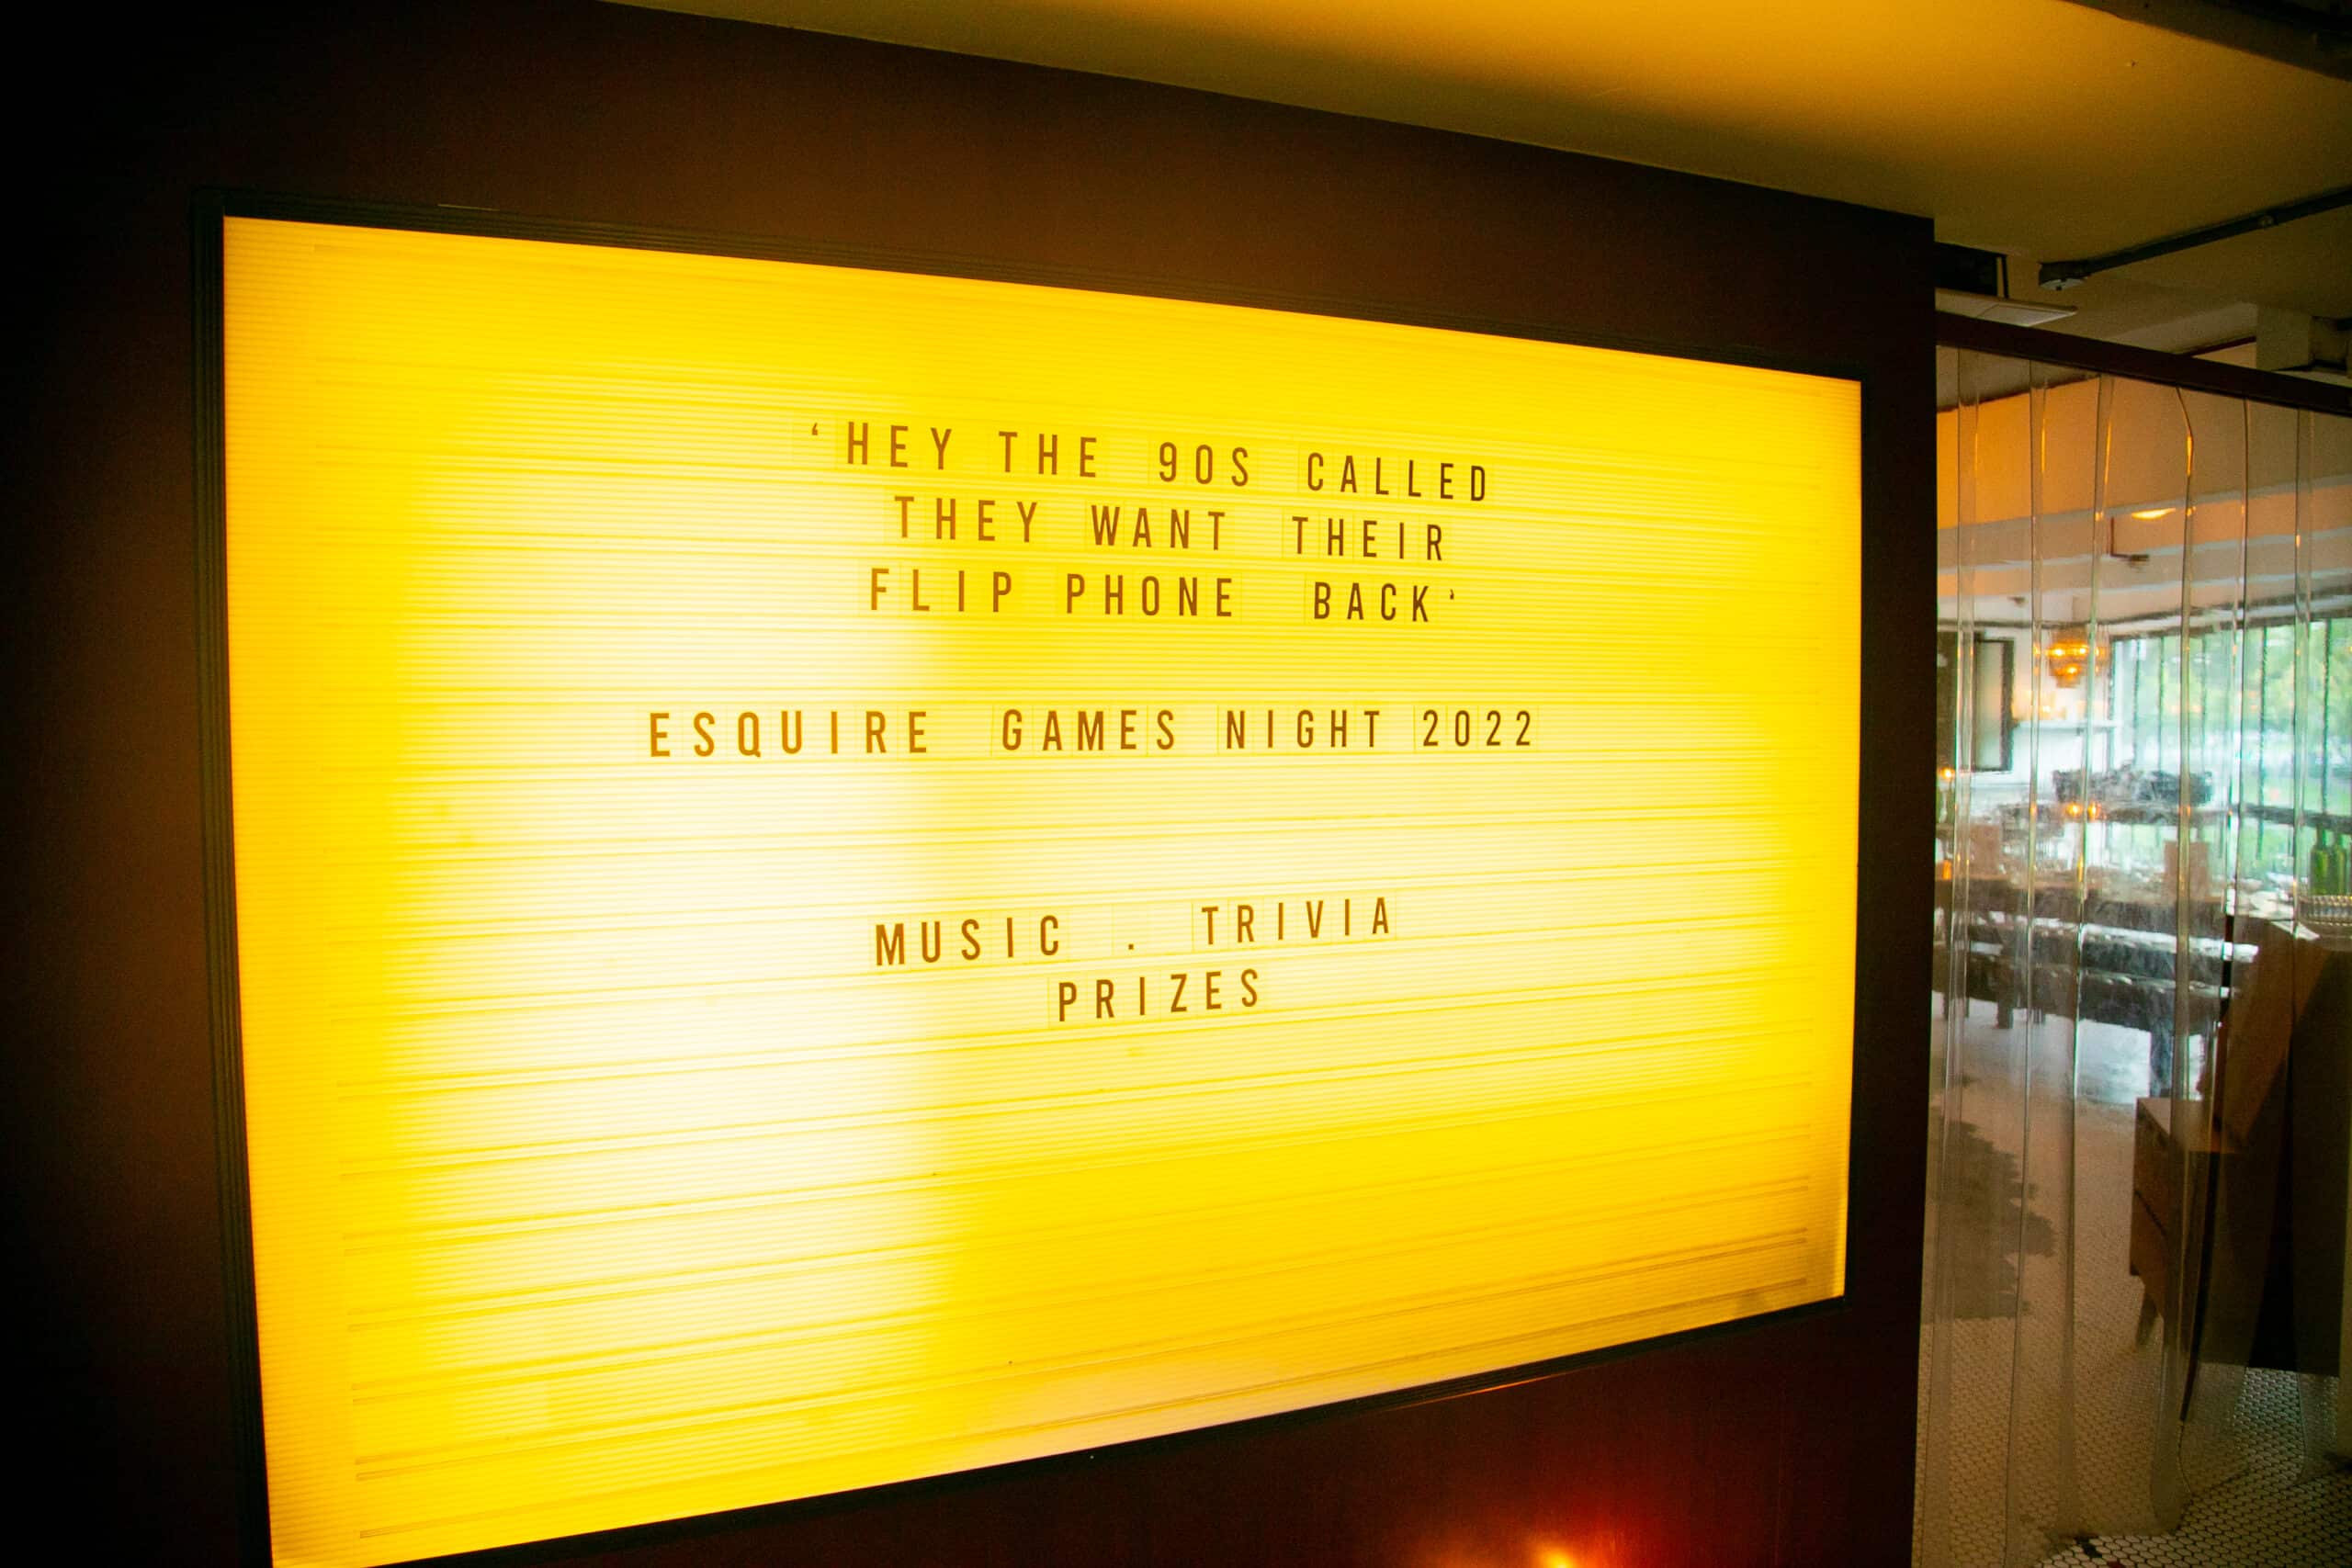 ‘HEY THE 90S CALLED
THEY WANT THEIR
FLIP PHONE BACK‘
ESQUIRE GAMES NIGHT 2022
MUSIC . TRIVIA
PRIZES